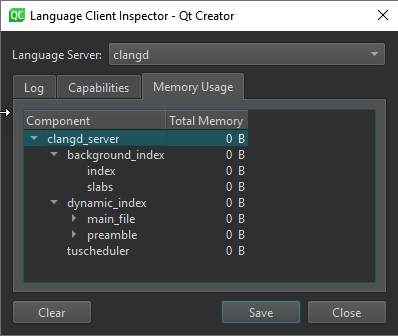 QC Language Client Inspector - Qt Creator
Language Server: clangd
Log Capabilities Memory Usage
Component Total Memory
clangd_server 0 B
background_index 0 B
index 0 B
slabs 0 B
dynamic_index 0 B
main_file 0 B
preamble 0 B
tuscheduler 0 B
Clear Save Close